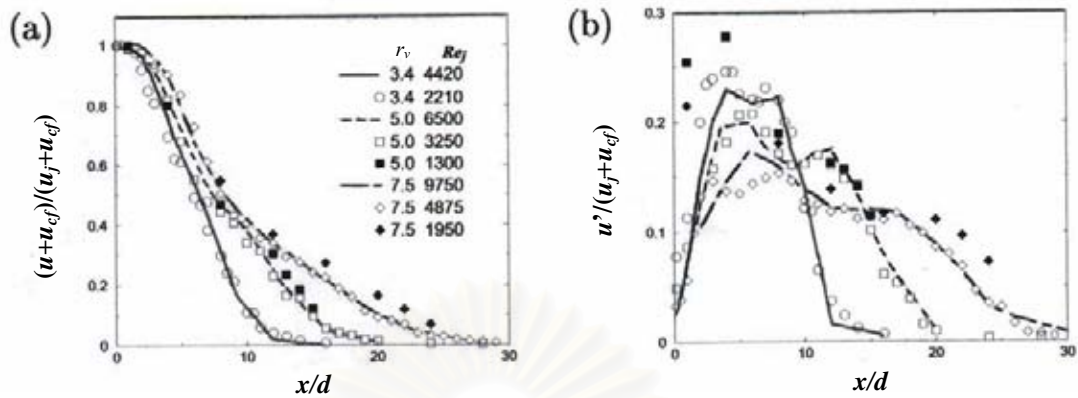 (a)
(u+u_cf)/(u_j+u_cf)
1
0.8
0.6
0.4
0.2
0
0 10 20 30
x/d
r_v Re_j
3.4 4420
3.4 2210
5.0 6500
5.0 3250
5.0 1300
7.5 9750
7.5 4875
7.5 1950
(b)
u'/(u_j+u_cf)
0.3
0.2
0.1
0
0 10 20 30
x/d